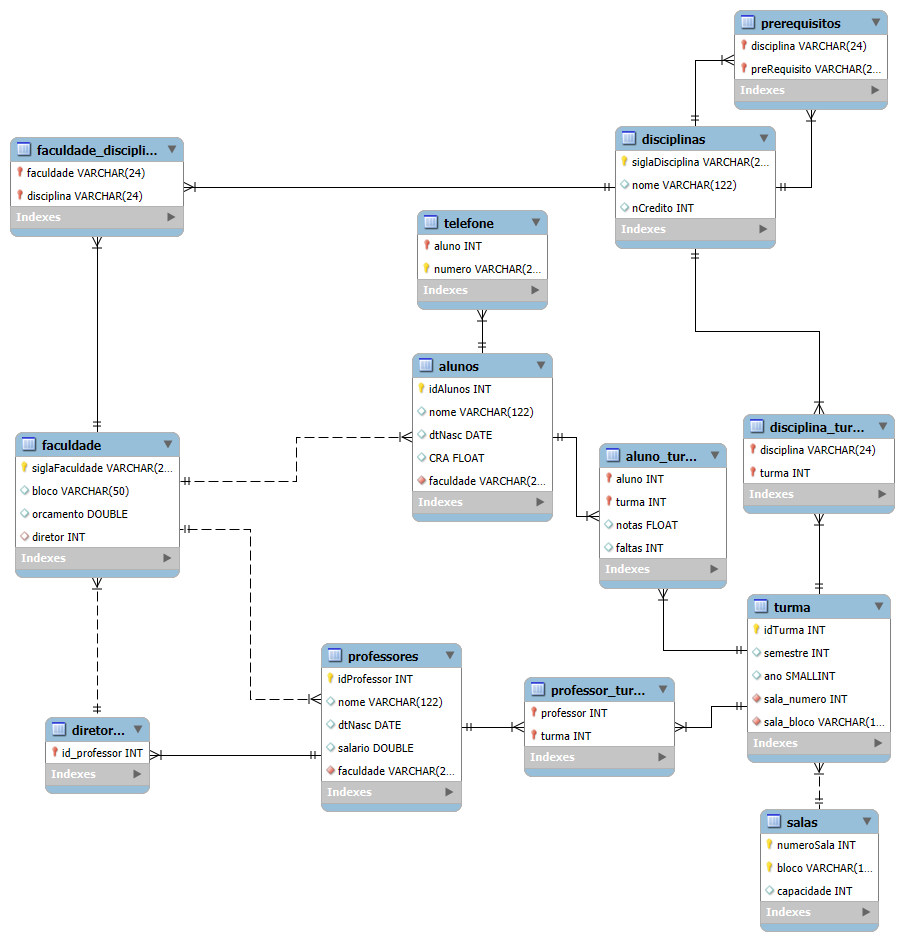 prerequisitos
disciplina VARCHAR(24)
preRequisito VARCHAR(2...
Indexes
disciplinas
siglaDisciplina VARCHAR(2...
nome VARCHAR(122)
nCredito INT
Indexes
faculdade_discipli...
faculdade VARCHAR(24)
disciplina VARCHAR(24)
Indexes
telefone
aluno INT
numero VARCHAR(2...
Indexes
alunos
idAlunos INT
nome VARCHAR(122)
dtNasc DATE
CRA FLOAT
faculdade VARCHAR(2...
Indexes
disciplina_tur...
disciplina VARCHAR(24)
turma INT
Indexes
faculdade
siglaFaculdade VARCHAR(2...
bloco VARCHAR(50)
orcamento DOUBLE
diretor INT
Indexes
aluno_tur...
aluno INT
turma INT
notas FLOAT
faltas INT
Indexes
turma
idTurma INT
semestre INT
ano SMALLINT
sala_numero INT
sala_bloco VARCHAR(1...
Indexes
professores
idProfessor INT
nome VARCHAR(122)
dtNasc DATE
salario DOUBLE
faculdade VARCHAR(2...
Indexes
professor_tur...
professor INT
turma INT
Indexes
diretor...
id_professor INT
Indexes
salas
numeroSala INT
bloco VARCHAR(1...
capacidade INT
Indexes